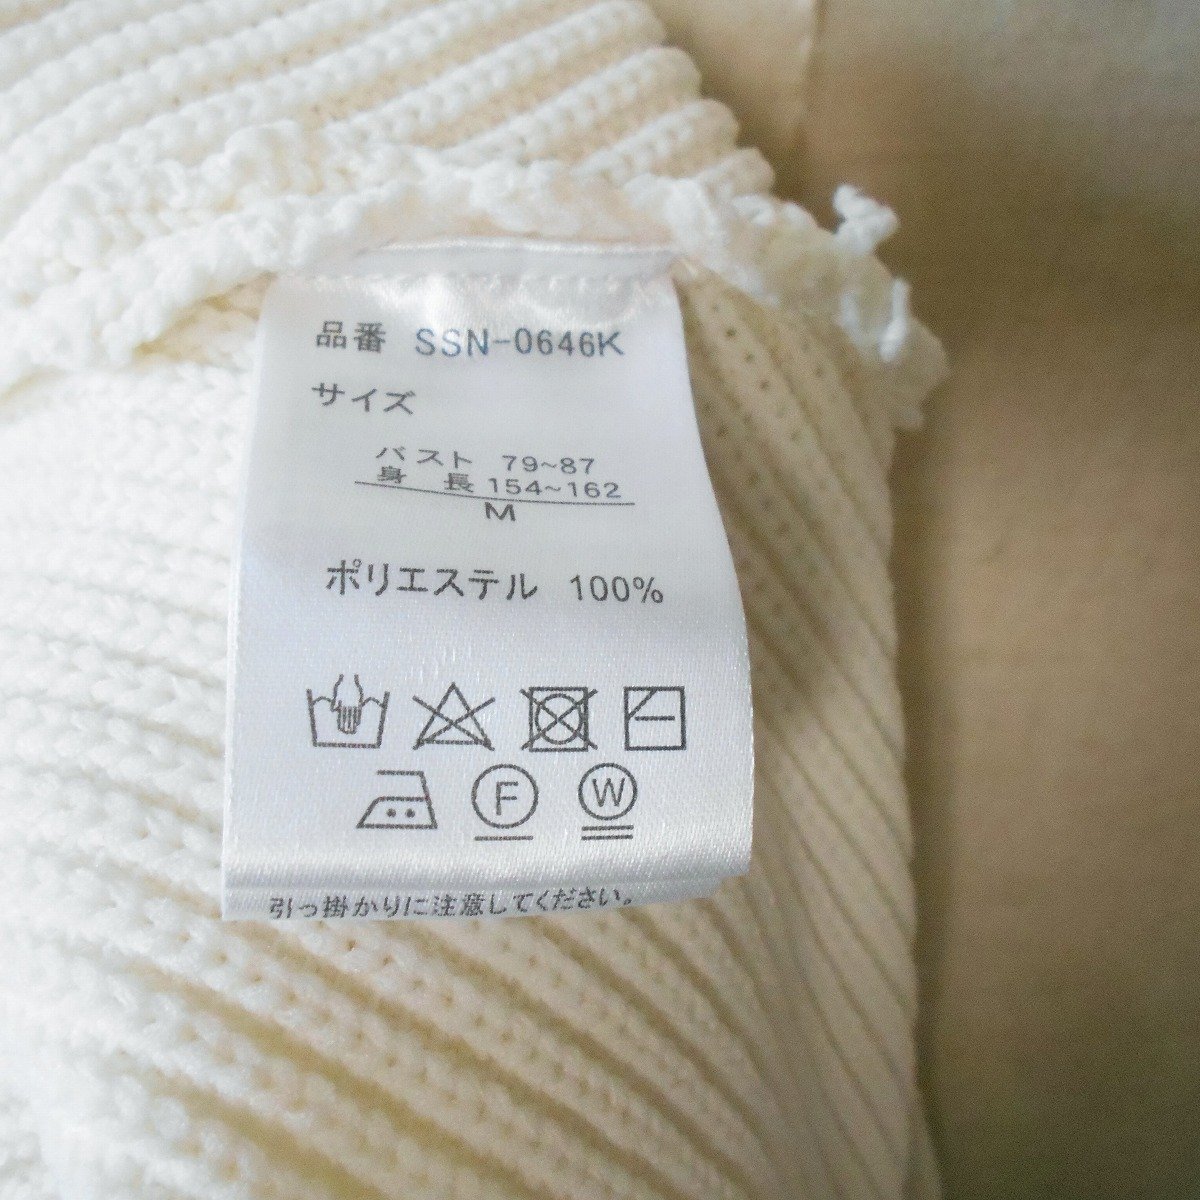 品番 SSN-0646K
サイズ
バスト 79~87
身長 154~162
M
ポリエステル 100%
F
W
引っ掛かりに注意してください。